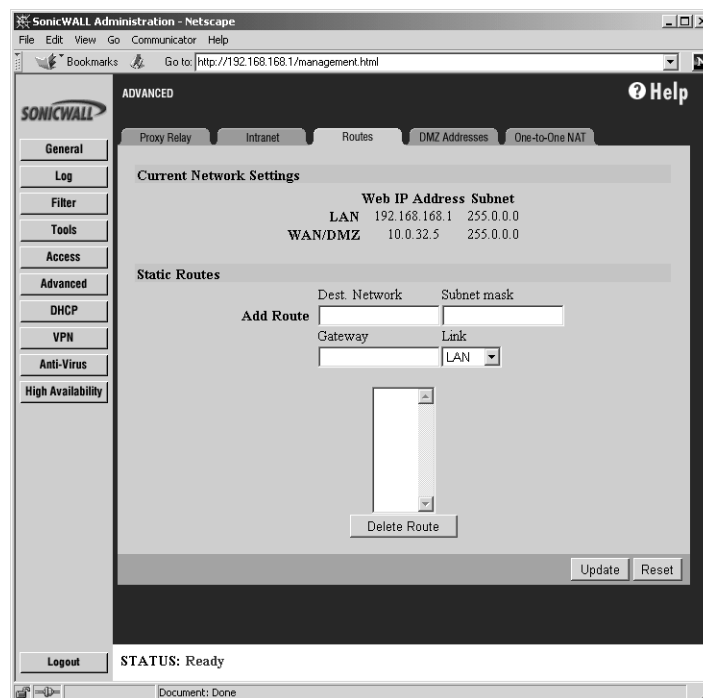 SonicWALL Administration - Netscape
File Edit View Go Communicator Help
Bookmarks Go to: http://192.168.168.1/management.html
SONICWALL
ADVANCED
? Help
Proxy Relay Intranet Routes DMZ Addresses One-to-One NAT
General
Log
Filter
Tools
Access
Advanced
DHCP
VPN
Anti-Virus
High Availability
Current Network Settings
Web IP Address Subnet
LAN 192.168.168.1 255.0.0.0
WAN/DMZ 10.0.32.5 255.0.0.0
Static Routes
Dest. Network Subnet mask
Add Route
Gateway Link
LAN
Delete Route
Update Reset
Logout
STATUS: Ready
Document: Done